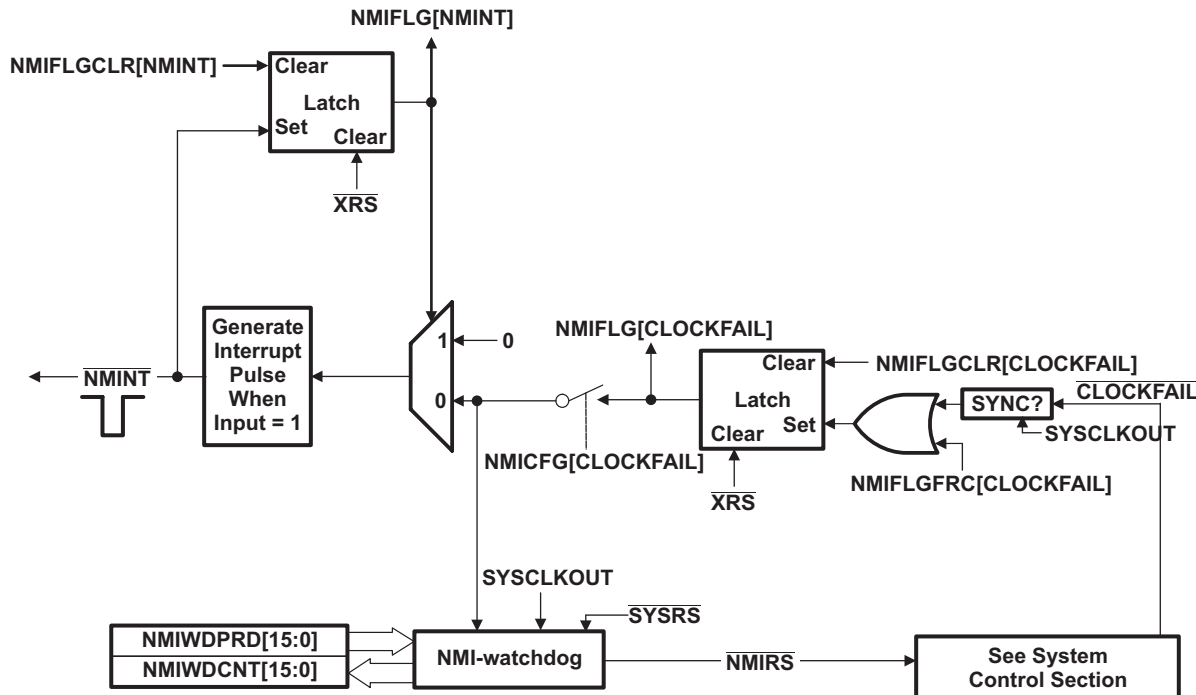 NMIFLG[NMINT]
NMIFLGCLR[NMINT]
Clear
Latch
Set
Clear
XRS
Generate
Interrupt
Pulse
When
Input = 1
NMINT
1
0
0
NMIFLG[CLOCKFAIL]
NMICFG[CLOCKFAIL]
Clear
Latch
Set
Clear
XRS
NMIFLGCLR[CLOCKFAIL]
CLOCKFAIL
SYNC?
SYSCLKOUT
NMIFLGFRC[CLOCKFAIL]
SYSCLKOUT
SYSRS
NMIWDPRD[15:0]
NMIWDCNT[15:0]
NMI-watchdog
NMIRS
See System
Control Section